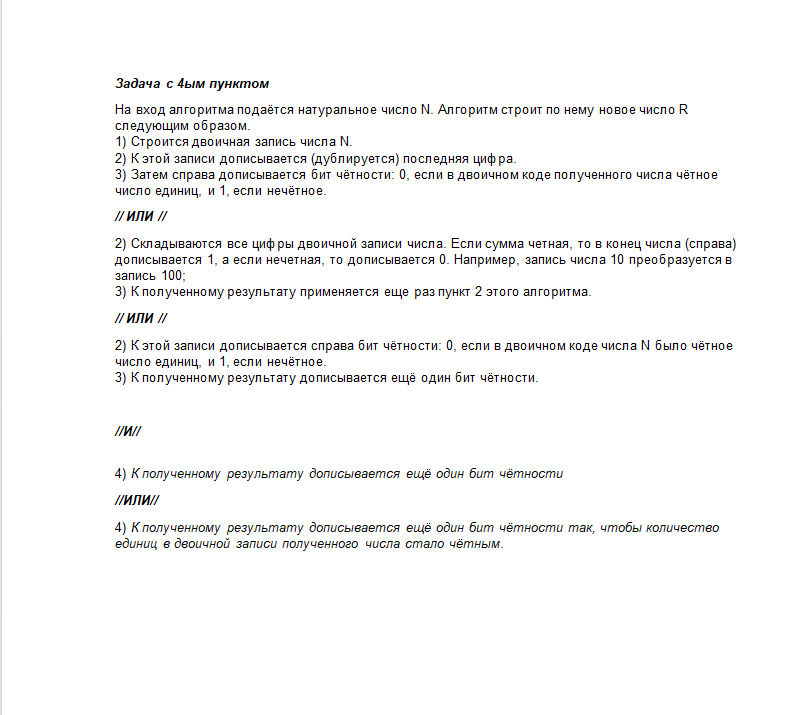 Задача с 4ым пунктом
На вход алгоритма подаётся натуральное число N. Алгоритм строит по нему новое число R
следующим образом.
1) Строится двоичная запись числа N.
2) К этой записи дописывается (дублируется) последняя цифра.
3) Затем справа дописывается бит чётности: 0, если в двоичном коде полученного числа чётное
число единиц, и 1, если нечётное.
// ИЛИ //
2) Складываются все цифры двоичной записи числа. Если сумма четная, то в конец числа (справа)
дописывается 1, а если нечетная, то дописывается 0. Например, запись числа 10 преобразуется в
запись 100;
3) К полученному результату применяется еще раз пункт 2 этого алгоритма.
// ИЛИ //
2) К этой записи дописывается справа бит чётности: 0, если в двоичном коде числа N было чётное
число единиц, и 1, если нечётное.
3) К полученному результату дописывается ещё один бит чётности.
//И//
4) К полученному результату дописывается ещё один бит чётности
//ИЛИ//
4) К полученному результату дописывается ещё один бит чётности так, чтобы количество
единиц в двоичной записи полученного числа стало чётным.